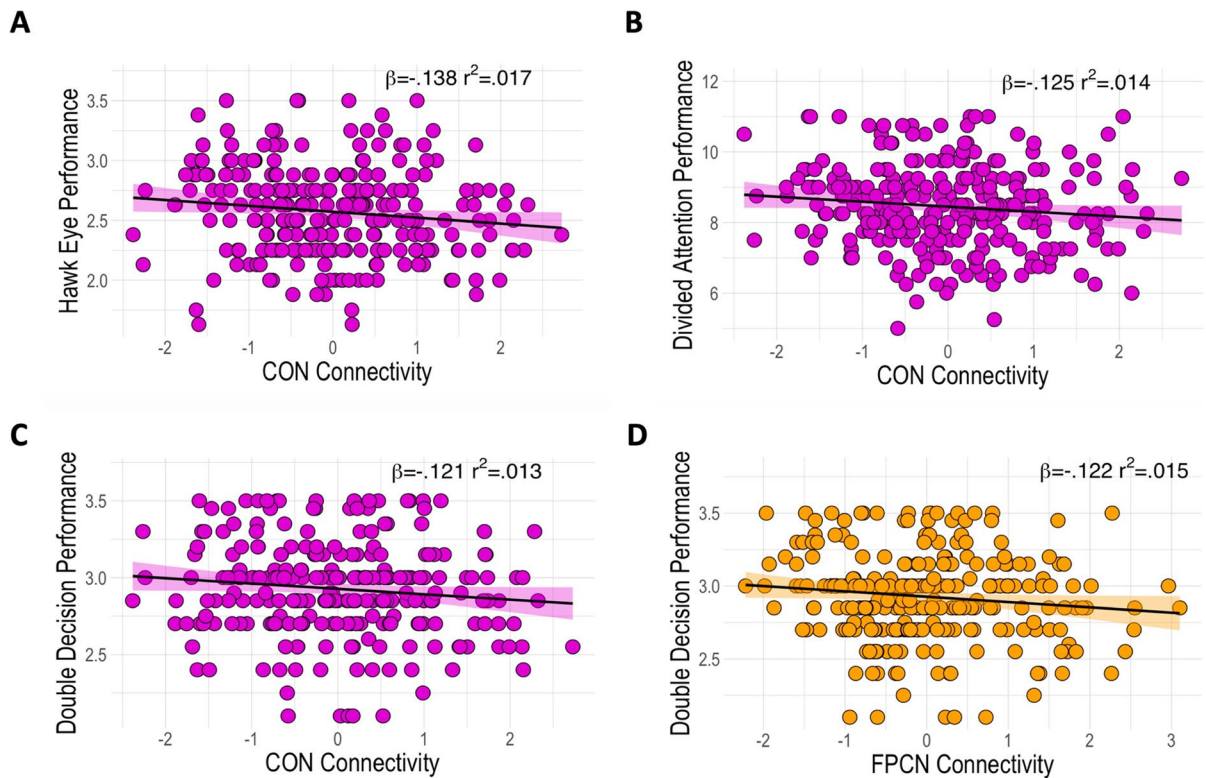 A
β=-.138 r²=.017
Hawk Eye Performance
3.5
3.0
2.5
2.0
-2 -1 0 1 2
CON Connectivity
B
β=-.125 r²=.014
Divided Attention Performance
12
10
8
6
-2 -1 0 1 2
CON Connectivity
C
β=-.121 r²=.013
Double Decision Performance
3.5
3.0
2.5
-2 -1 0 1 2
CON Connectivity
D
β=-.122 r²=.015
Double Decision Performance
3.5
3.0
2.5
-2 -1 0 1 2 3
FPCN Connectivity